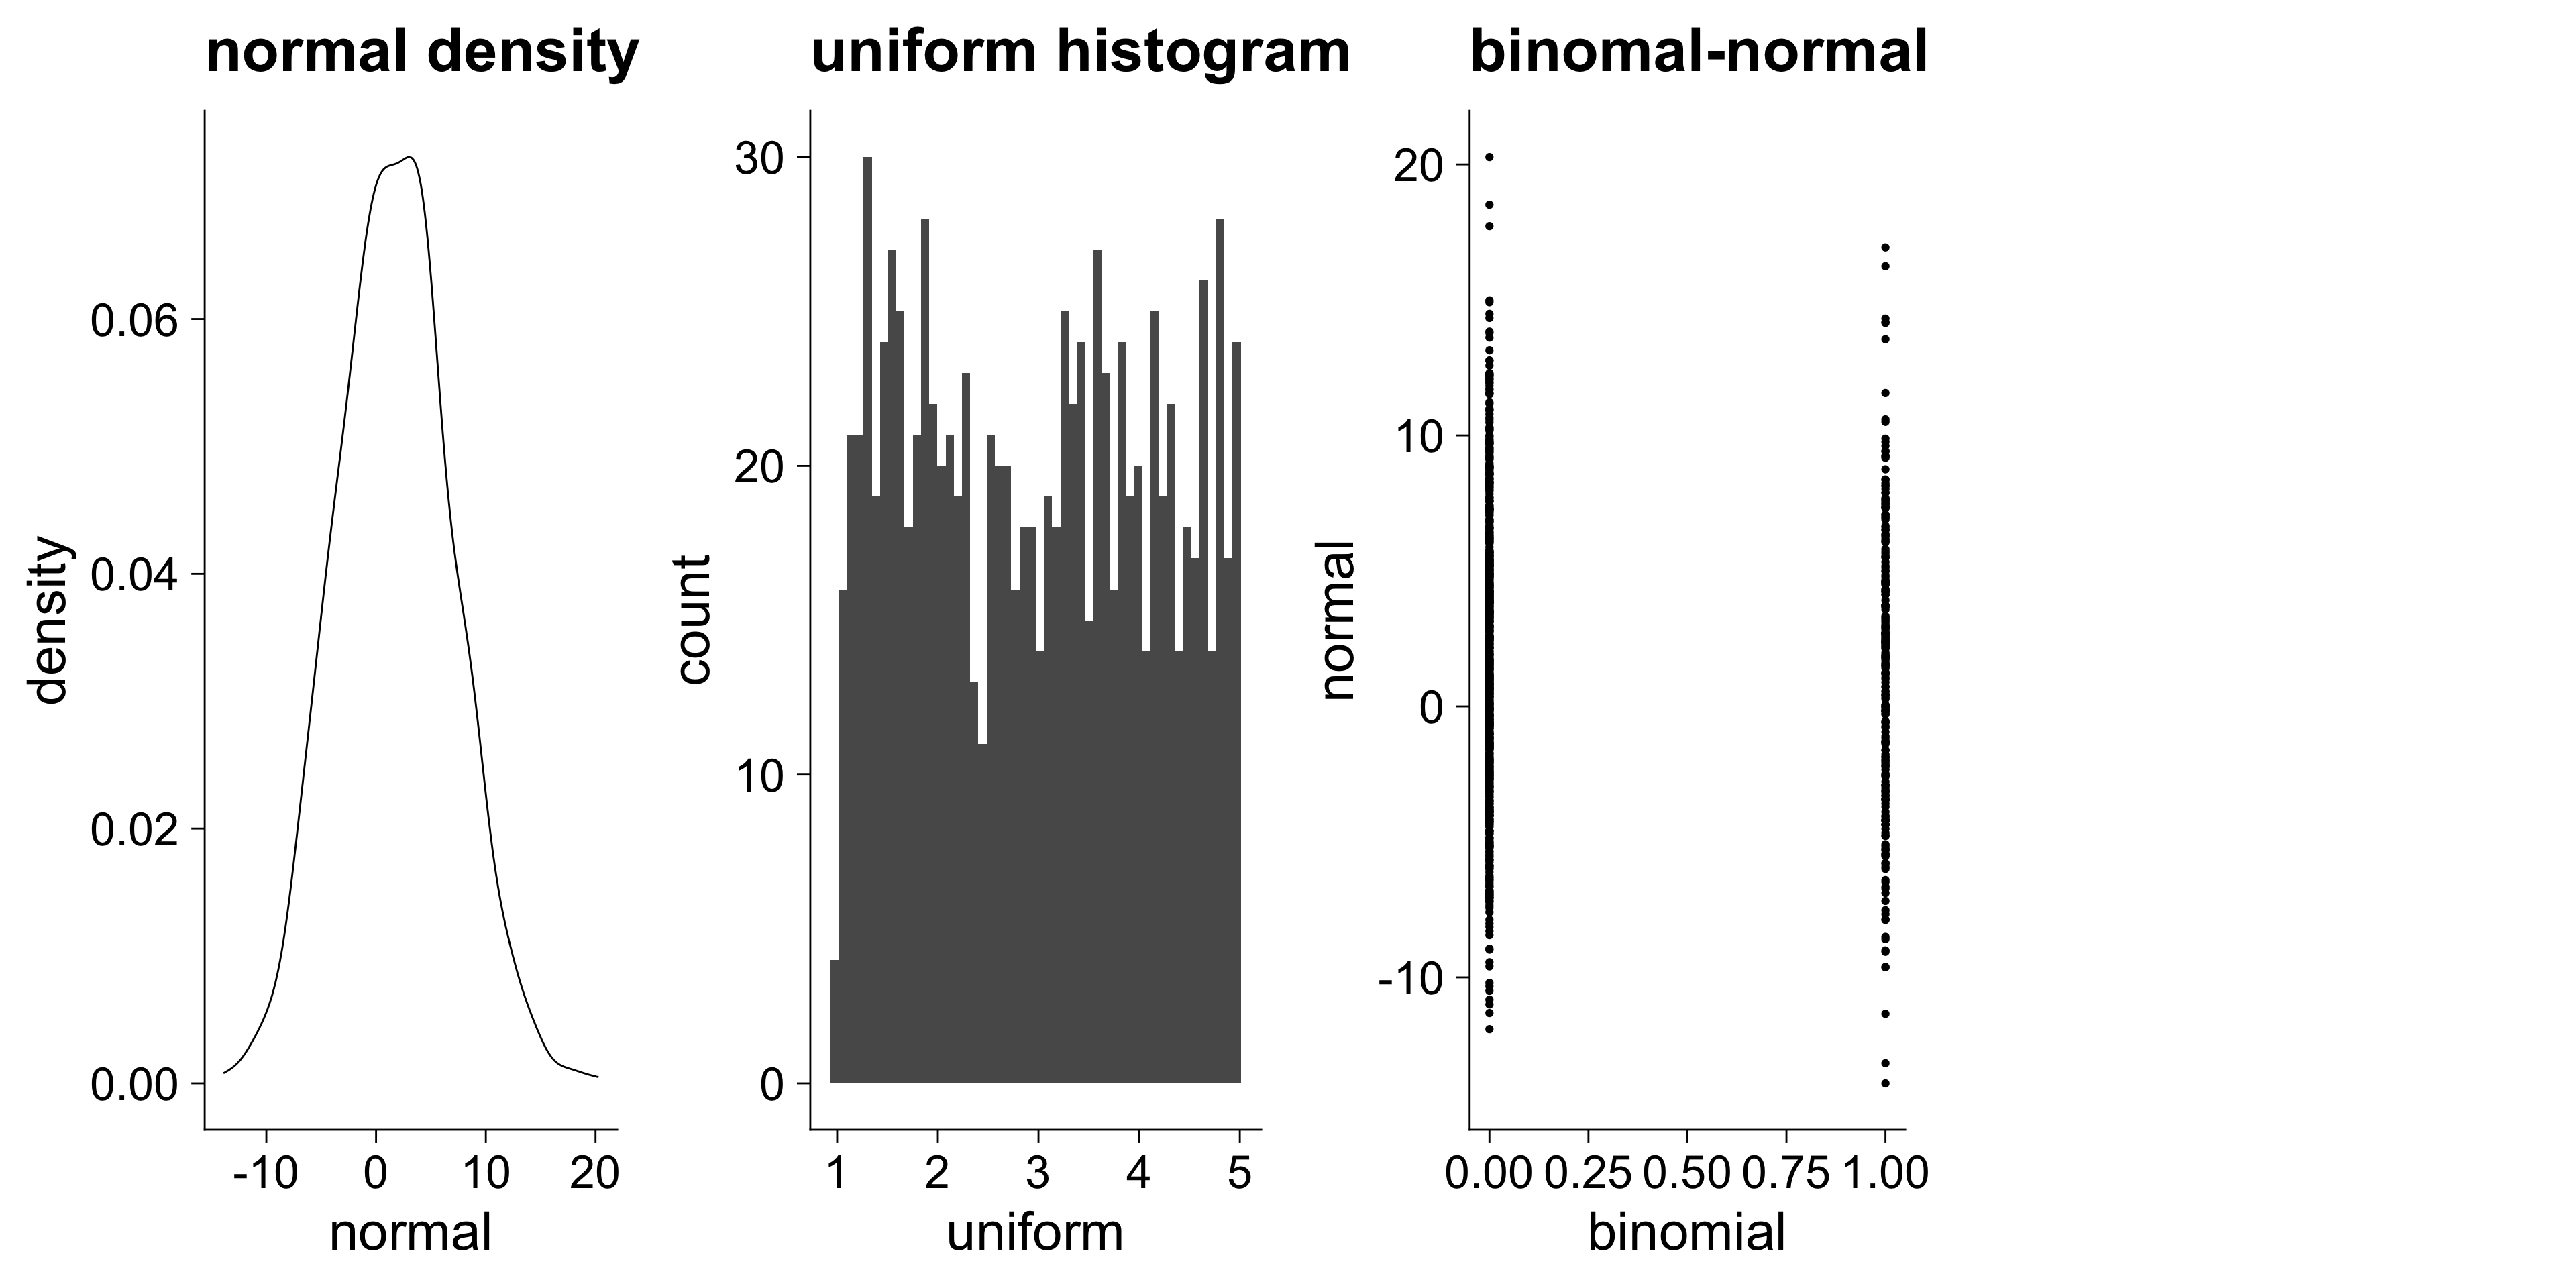 normal density
density
0.06
0.04
0.02
0.00
-10 0 10 20
normal
uniform histogram
count
30
20
10
0
1 2 3 4 5
uniform
binomal-normal
normal
20
10
0
-10
0.00 0.25 0.50 0.75 1.00
binomial